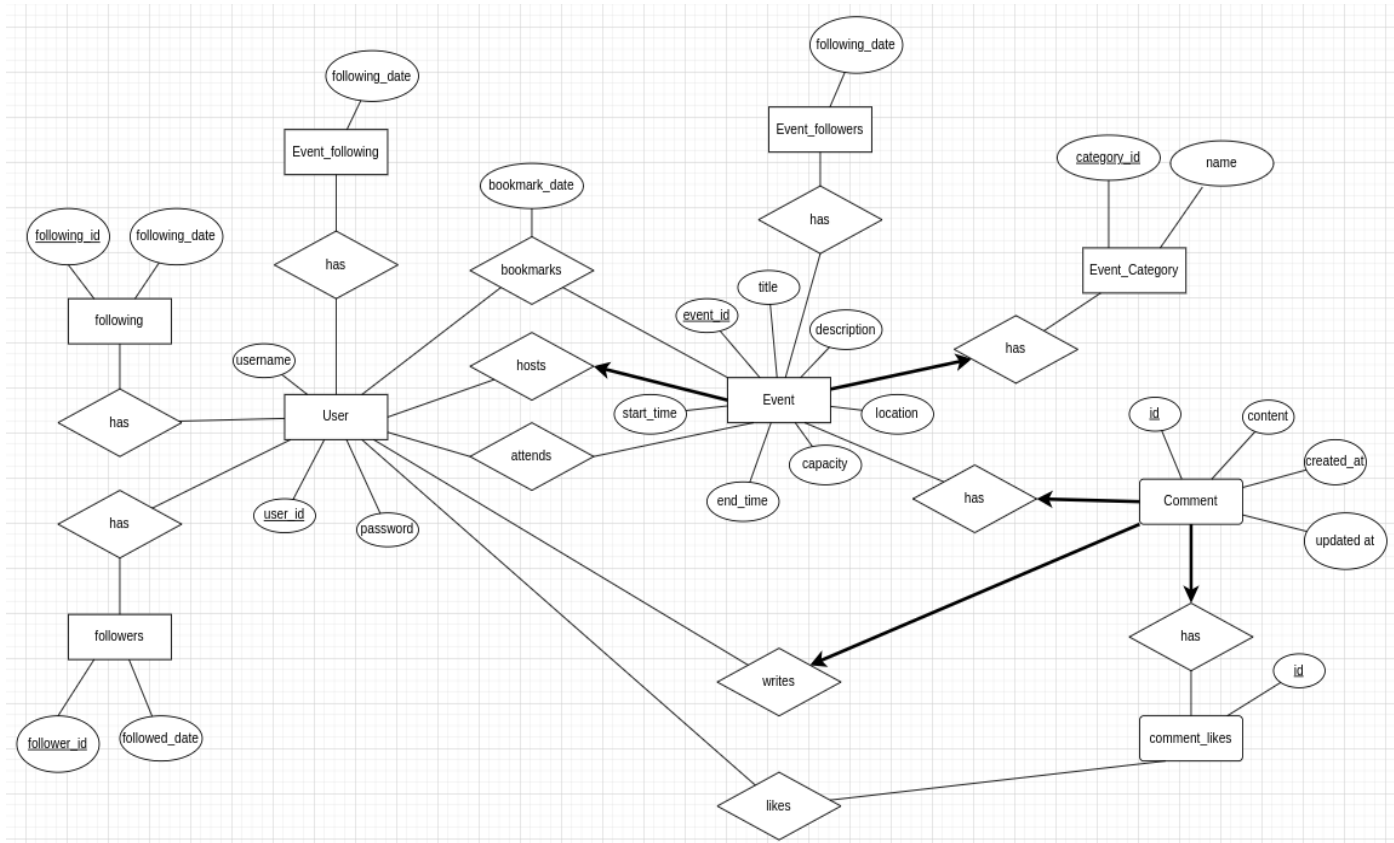 following_date
following_date
Event_followers
Event_following
category_id
name
bookmark_date
has
following_id
following_date
has
bookmarks
Event_Category
title
event_id
following
description
has
username
hosts
Event
User
start_time
location
id
content
has
attends
capacity
created_at
end_time
has
Comment
user_id
password
has
updated at
followers
has
id
writes
follower_id
followed_date
comment_likes
likes